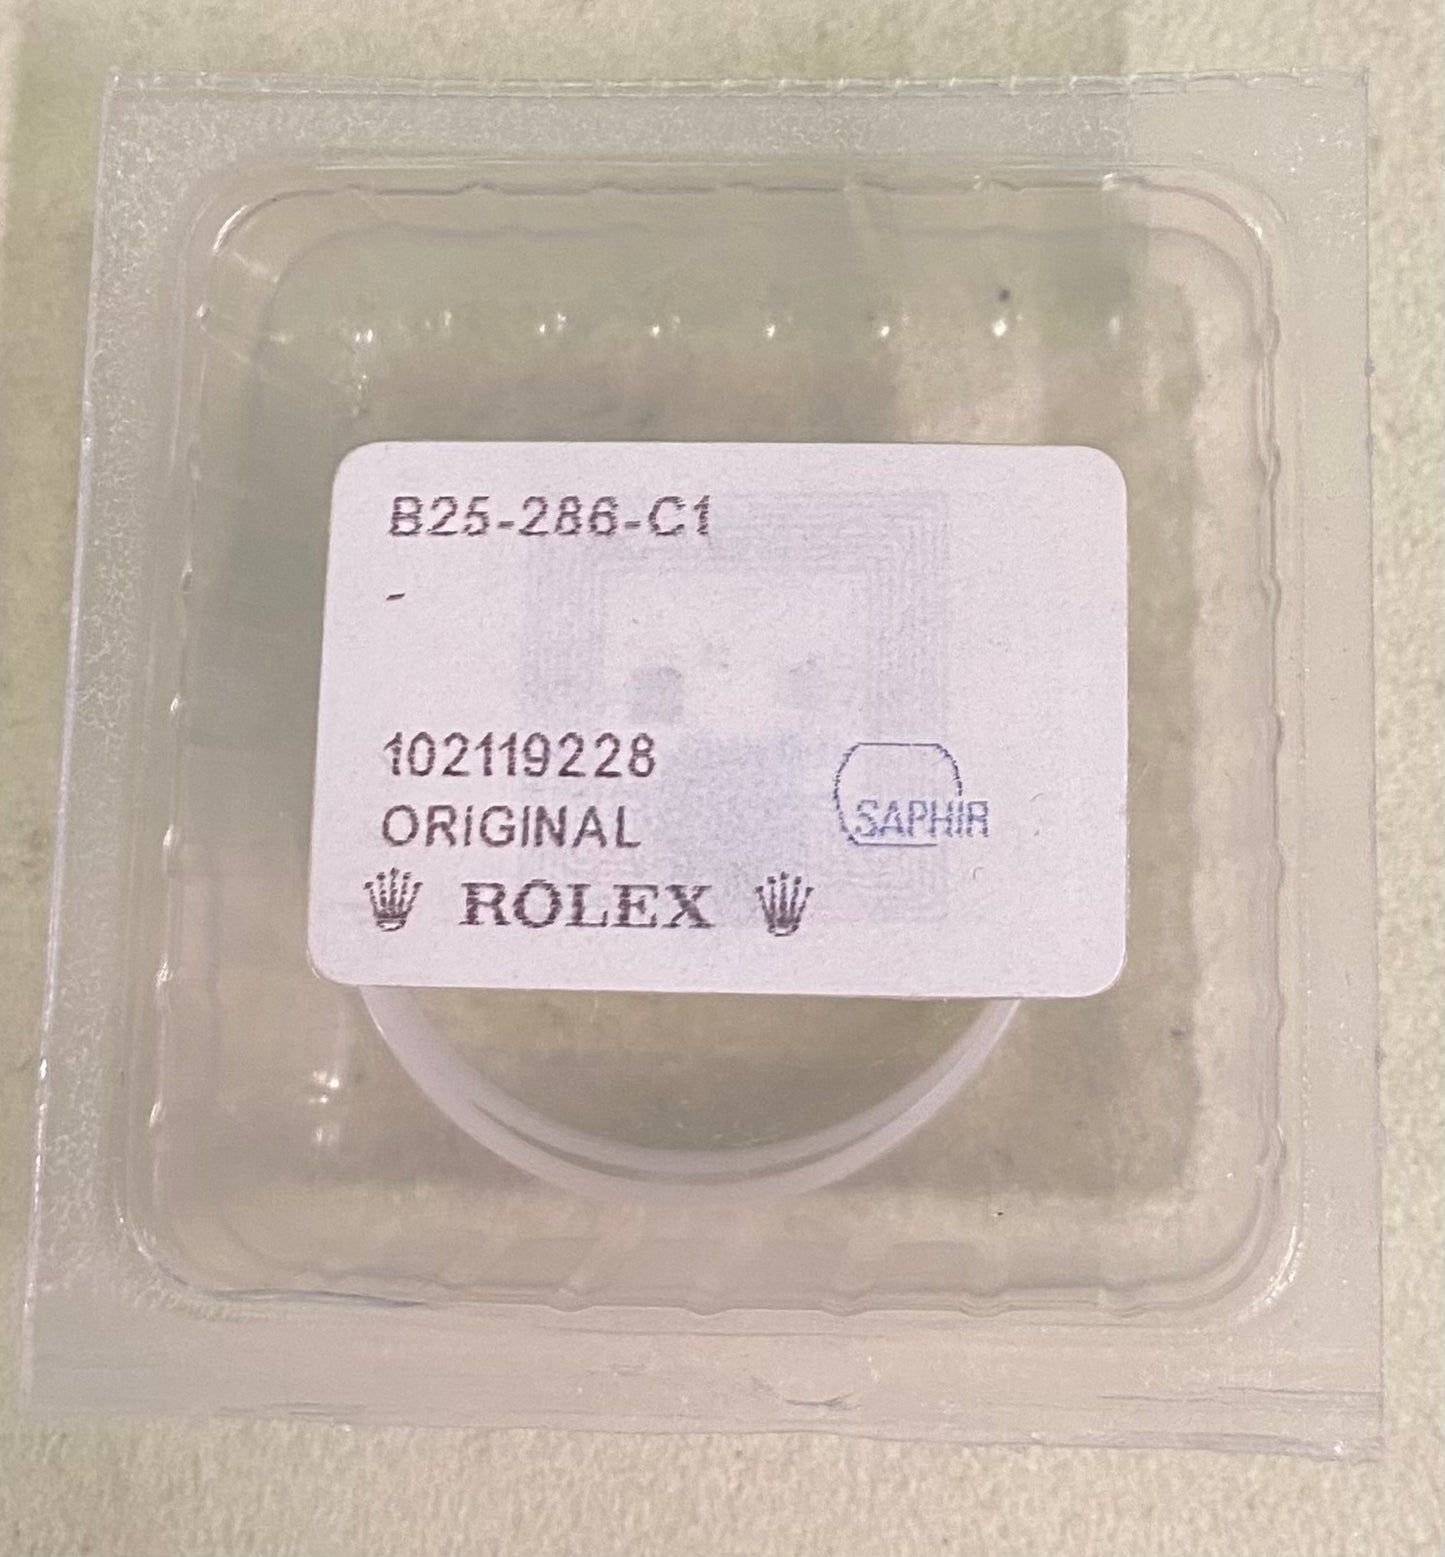 B25-286-C1
-
102119228
ORIGINAL
SAPHIR
ROLEX